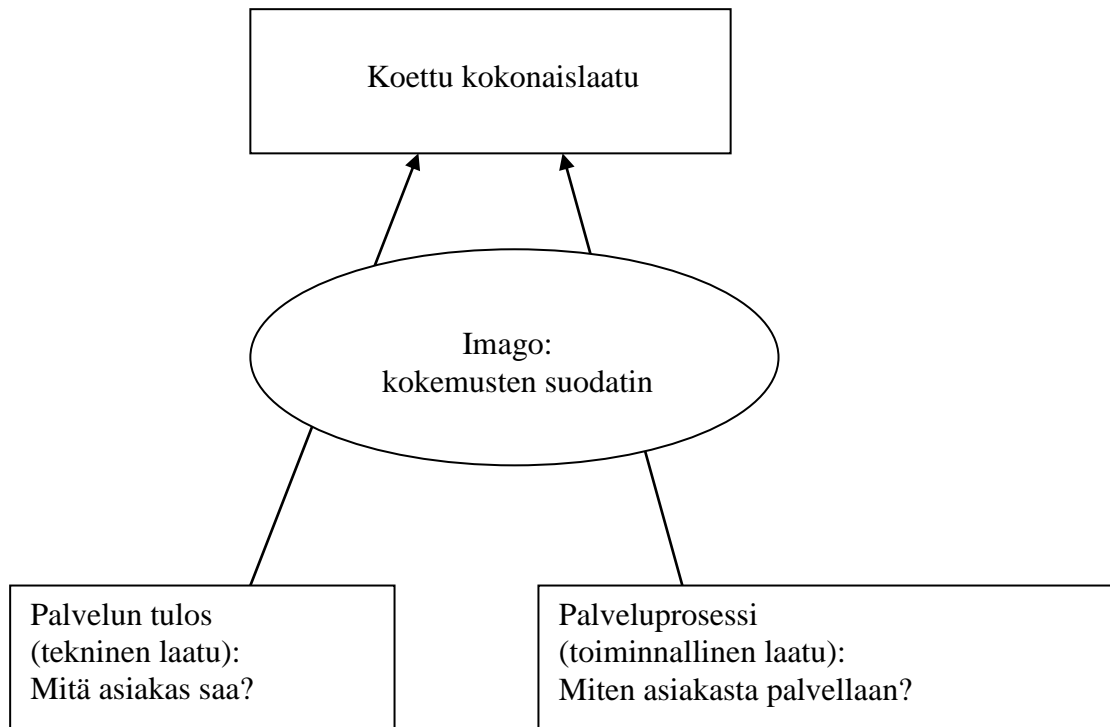 Koettu kokonaislaatu
Imago:
kokemusten suodatin
Palvelun tulos
(tekninen laatu):
Mitä asiakas saa?
Palveluprosessi
(toiminnallinen laatu):
Miten asiakasta palvellaan?